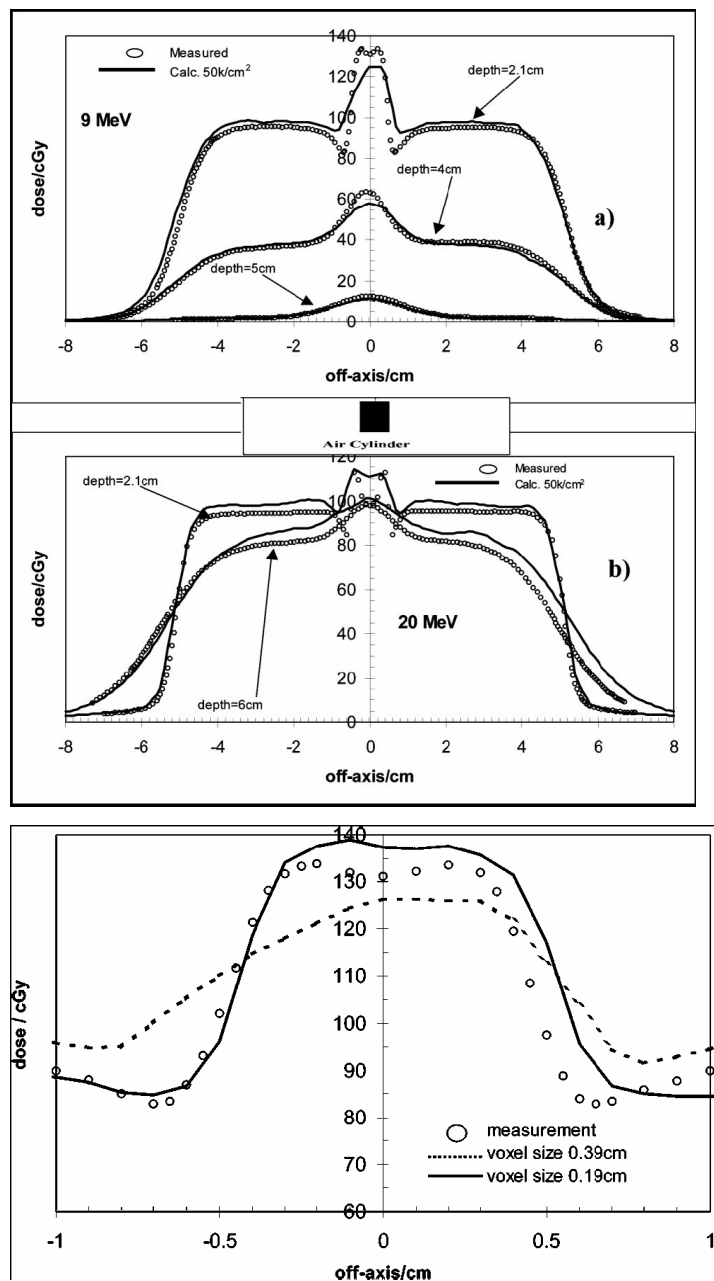 140
Measured
Calc. 50k/cm²
120
depth=2.1cm
9 MeV
100
80
dose/cGy
depth=4cm
60
a)
40
depth=5cm
20
0
-8 -6 -4 -2 0 2 4 6 8
off-axis/cm
Air Cylinder
120
Measured
depth=2.1cm
Calc. 50k/cm²
100
80
dose/cGy
b)
60
20 MeV
40
depth=6cm
20
0
-8 -6 -4 -2 0 2 4 6 8
off-axis/cm
140
130
120
110
dose / cGy
100
90
80
measurement
voxel size 0.39cm
70
voxel size 0.19cm
60
-1 -0.5 0 0.5 1
off-axis/cm